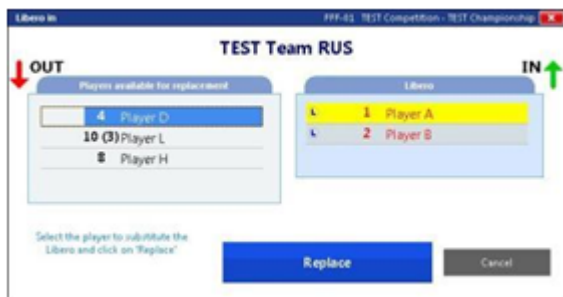 Libero in
PPF-01 TEST Competition - TEST Championship
TEST Team RUS
OUT
IN
Players available for replacement
Libero
4 Player D
10 (3) Player L
8 Player H
L 1 Player A
L 2 Player B
Select the player to substitute the
Libero and click on "Replace"
Replace
Cancel